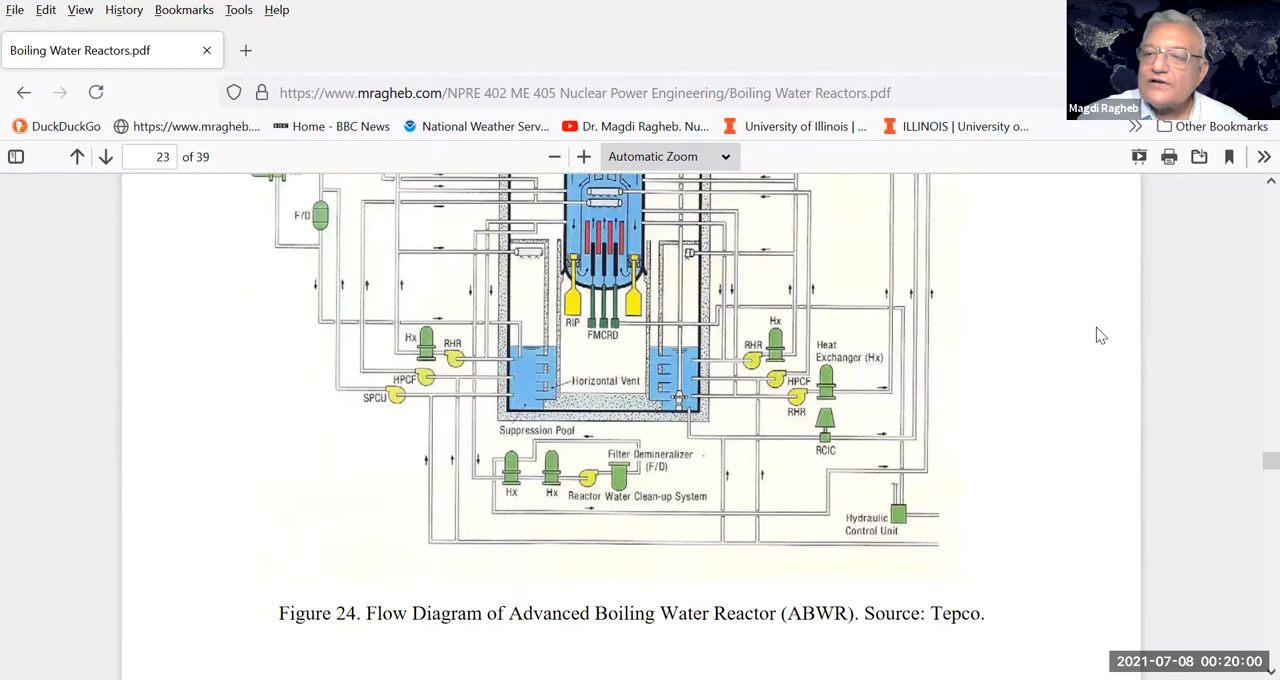 File Edit View History Bookmarks Tools Help
Boiling Water Reactors.pdf
https://www.mragheb.com/NPRE 402 ME 405 Nuclear Power Engineering/Boiling Water Reactors.pdf
Magdi Ragheb
DuckDuckGo https://www.mragheb.... Home - BBC News National Weather Serv... Dr. Magdi Ragheb. Nu... University of Illinois |... ILLINOIS | University o... Other Bookmarks
23 of 39 Automatic Zoom
F/D
RIP
FMCRD
Hx
RHR
HPCF
SPCU
Horizontal Vent
Suppression Pool
Hx
RHR
HPCF
RHR
Heat
Exchanger (Hx)
RCIC
Filter Demineralizer
(F/D)
Hx
Hx
Reactor Water Clean-up System
Hydraulic
Control Unit
Figure 24. Flow Diagram of Advanced Boiling Water Reactor (ABWR). Source: Tepco.
2021-07-08 00:20:00